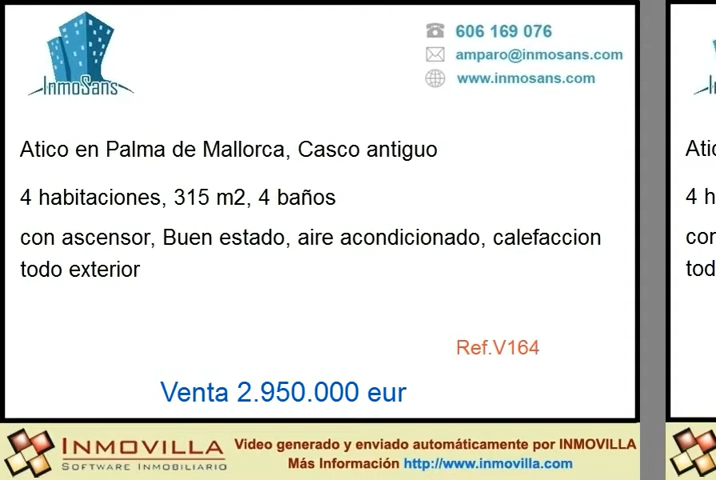 InmoSans
606 169 076
amparo@inmosans.com
www.inmosans.com
Atico en Palma de Mallorca, Casco antiguo
4 habitaciones, 315 m2, 4 baños
con ascensor, Buen estado, aire acondicionado, calefaccion
todo exterior
Ref.V164
Venta 2.950.000 eur
INMOVILLA
SOFTWARE INMOBILIARIO
Video generado y enviado automáticamente por INMOVILLA
Más Información http://www.inmovilla.com